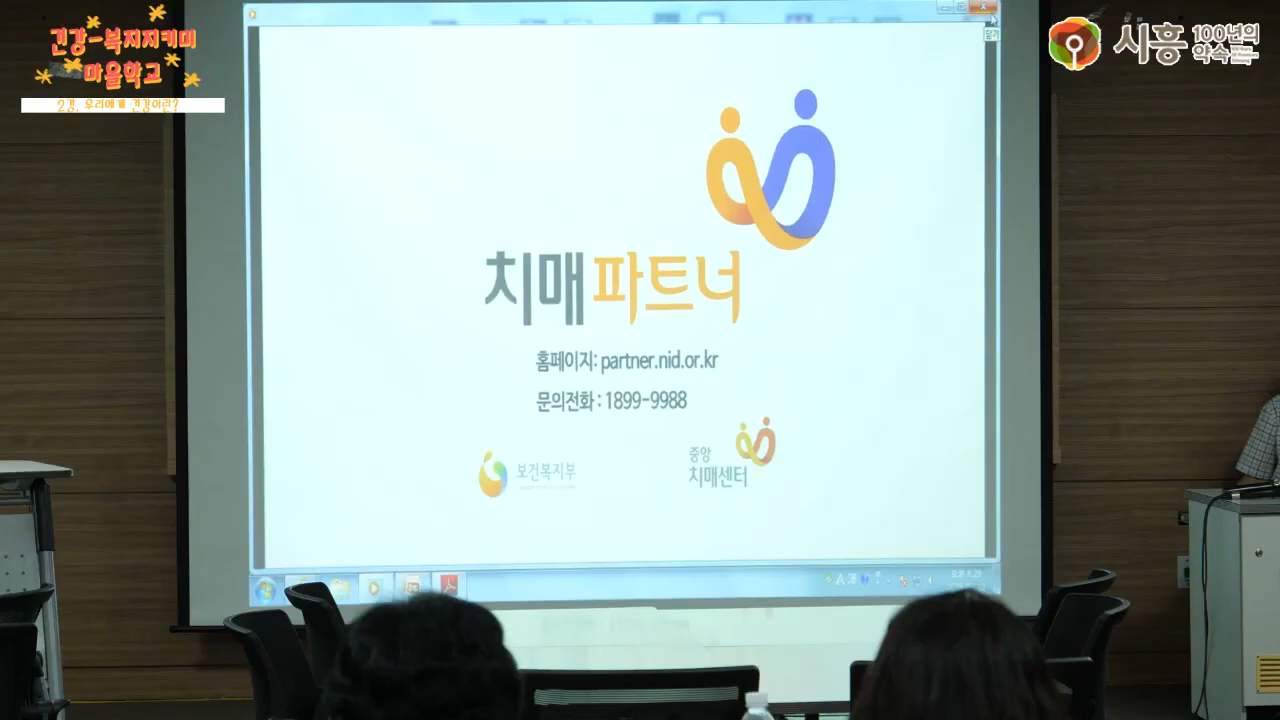 건강-복지지키미
마을학교
2강. 우리에게 건강이란?
시흥 100년의
약속
닫기
치매파트너
홈페이지: partner.nid.or.kr
문의전화 : 1899-9988
보건복지부
중앙
치매센터